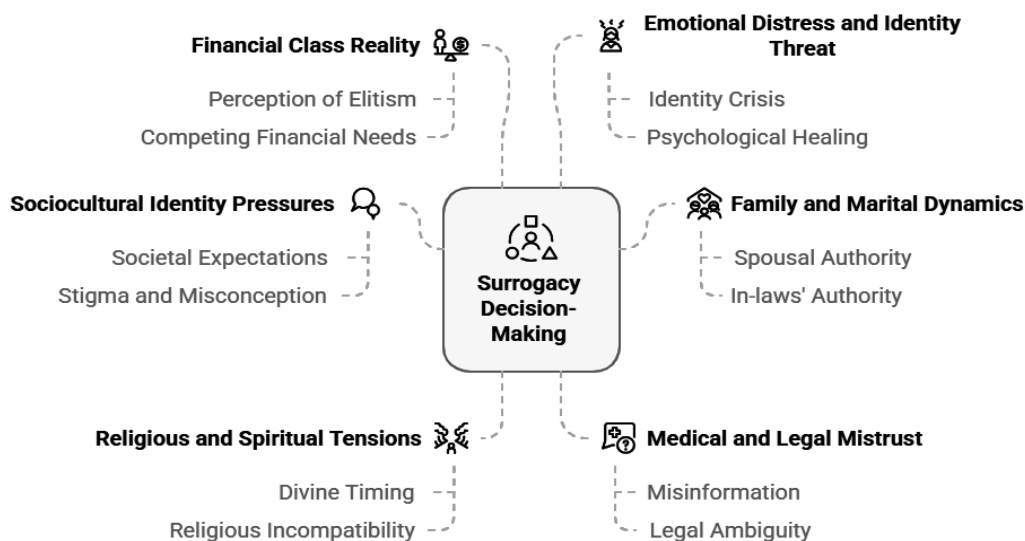 Financial Class Reality
Perception of Elitism
Competing Financial Needs
Emotional Distress and Identity
Threat
Identity Crisis
Psychological Healing
Sociocultural Identity Pressures
Societal Expectations
Stigma and Misconception
Surrogacy
Decision-
Making
Family and Marital Dynamics
Spousal Authority
In-laws' Authority
Religious and Spiritual Tensions
Divine Timing
Religious Incompatibility
Medical and Legal Mistrust
Misinformation
Legal Ambiguity